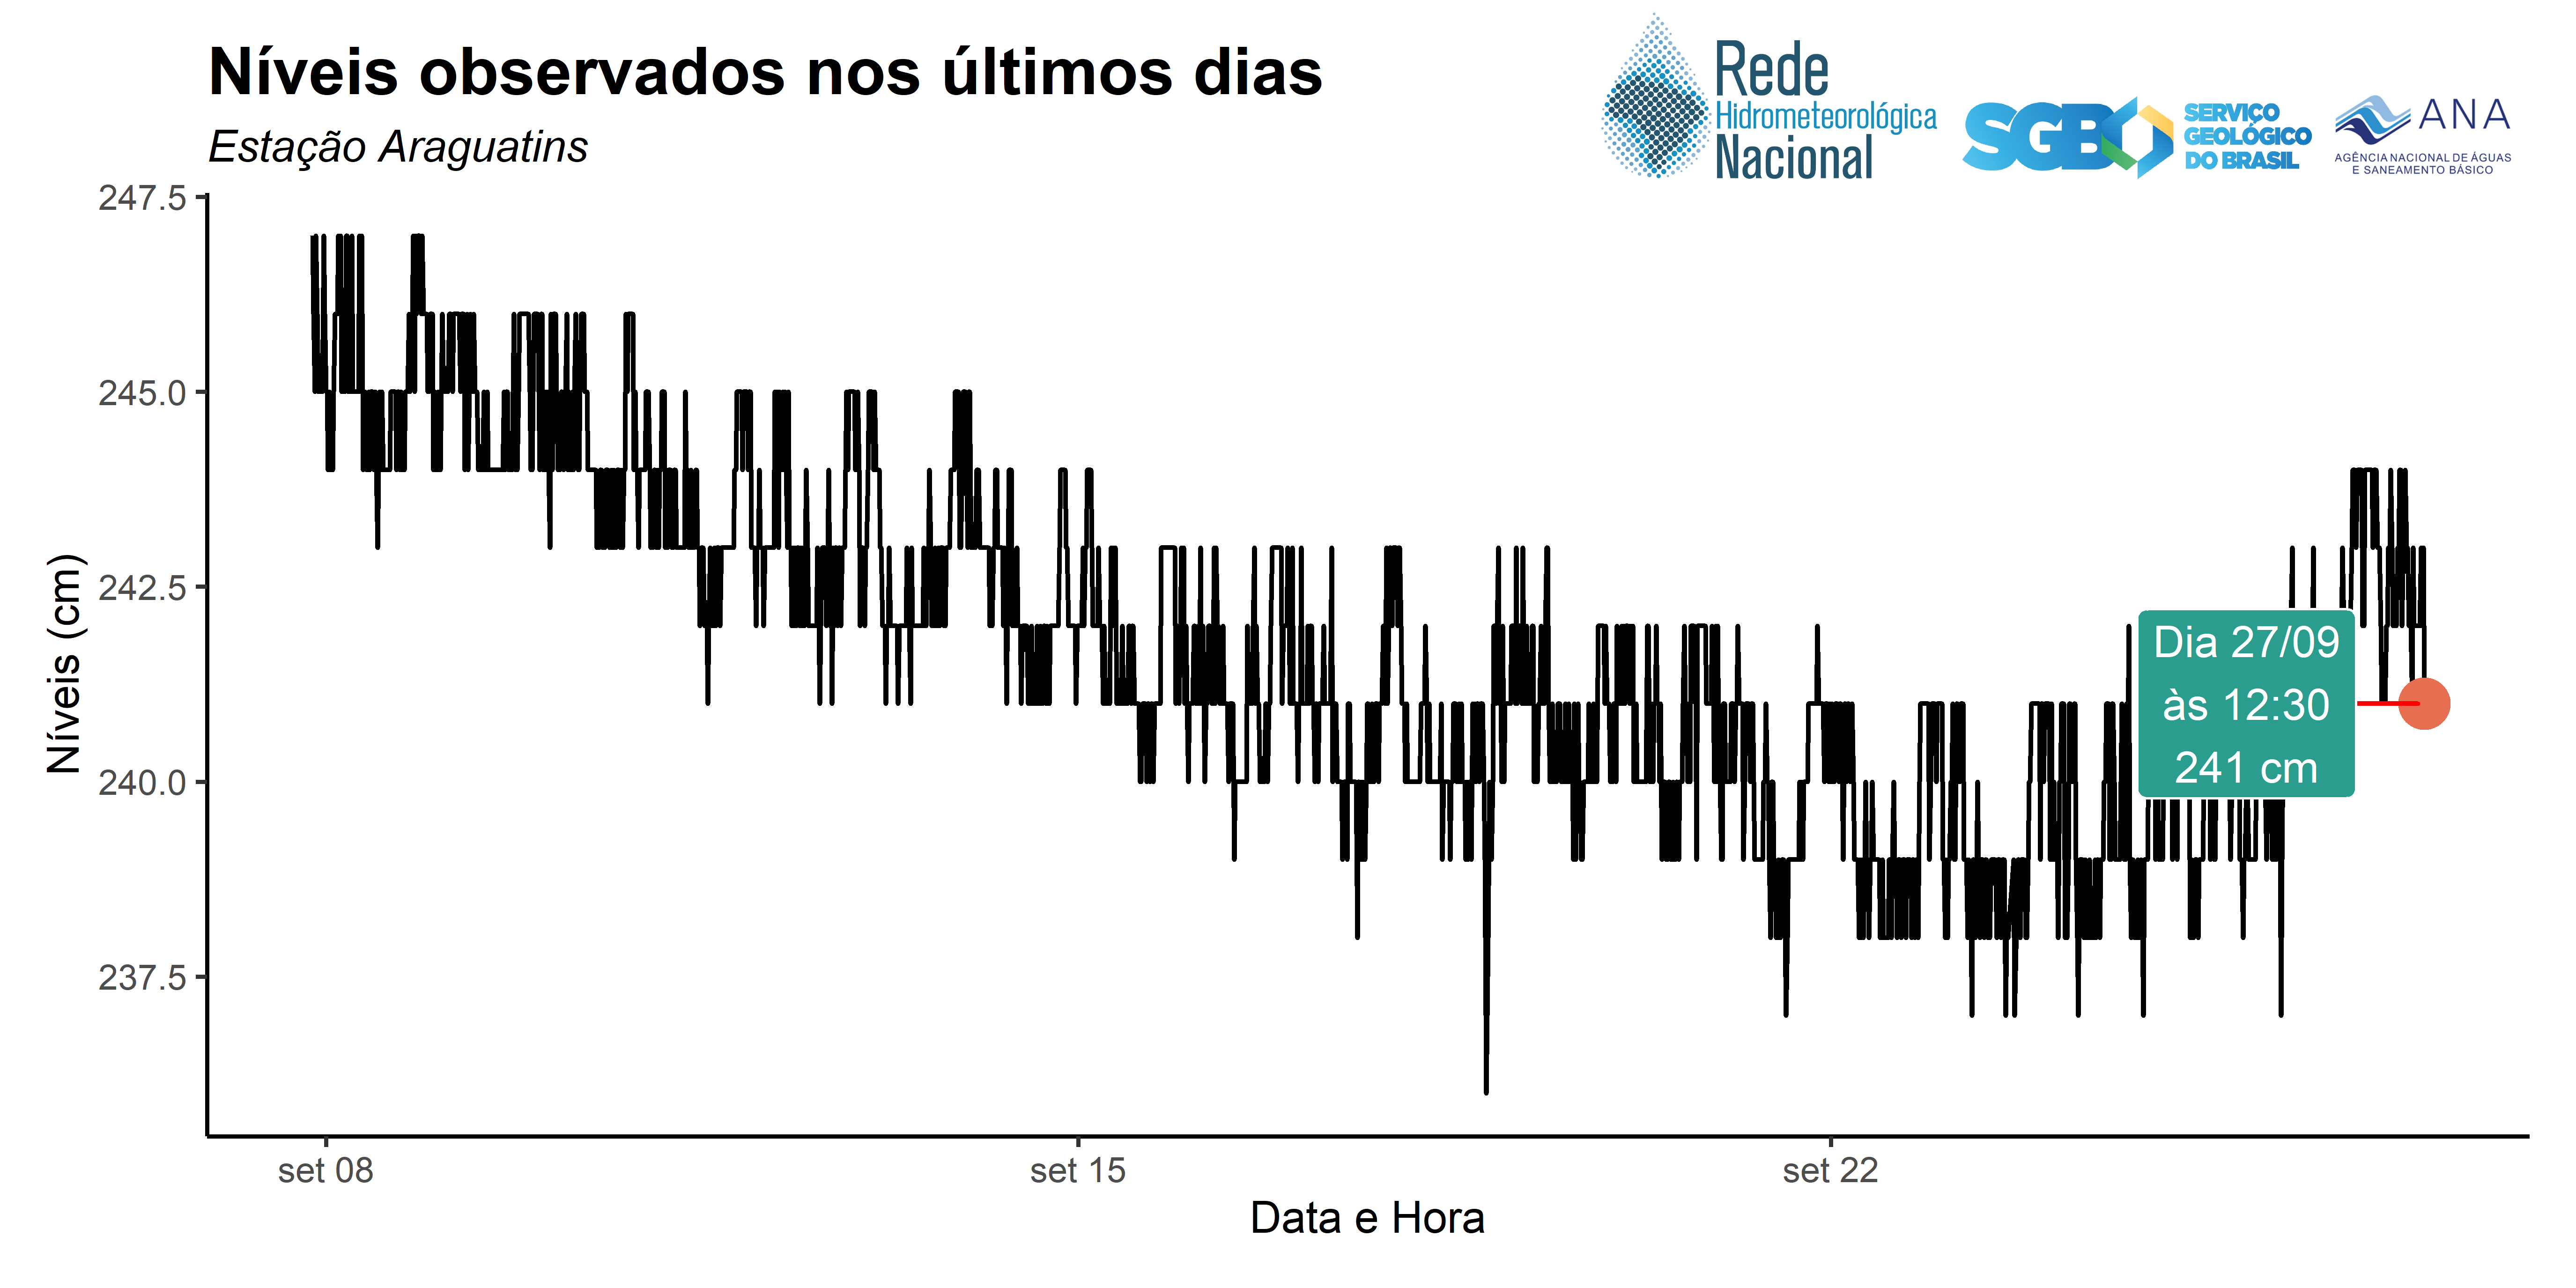 Níveis observados nos últimos dias
Estação Araguatins
Rede
Hidrometeorológica
Nacional
SGB
SERVIÇO
GEOLÓGICO
DO BRASIL
ANA
AGÊNCIA NACIONAL DE ÁGUAS
E SANEAMENTO BÁSICO
Níveis (cm)
247.5
245.0
242.5
240.0
237.5
Dia 27/09
às 12:30
241 cm
set 08
set 15
set 22
Data e Hora